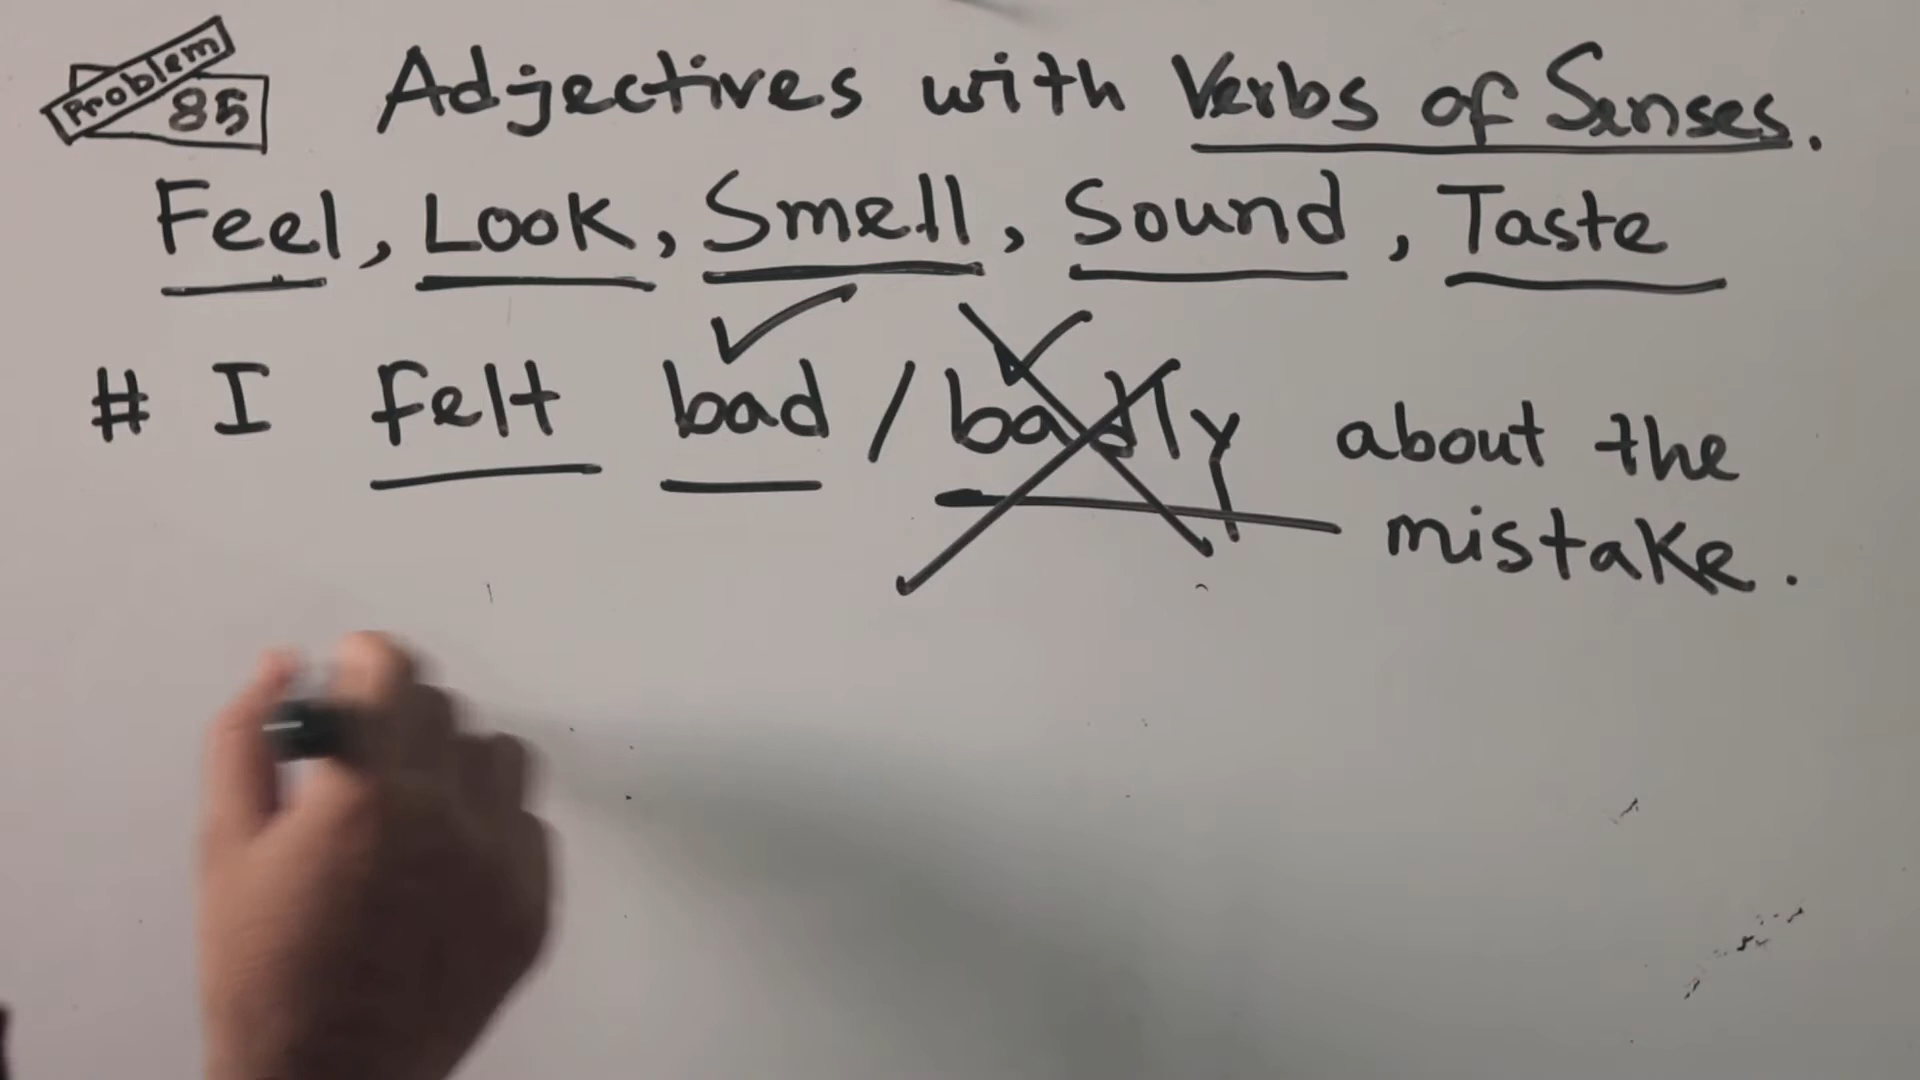 Problem 85 Adjectives with Verbs of Senses.
Feel, Look, Smell, Sound, Taste
# I felt bad / badly about the
mistake.